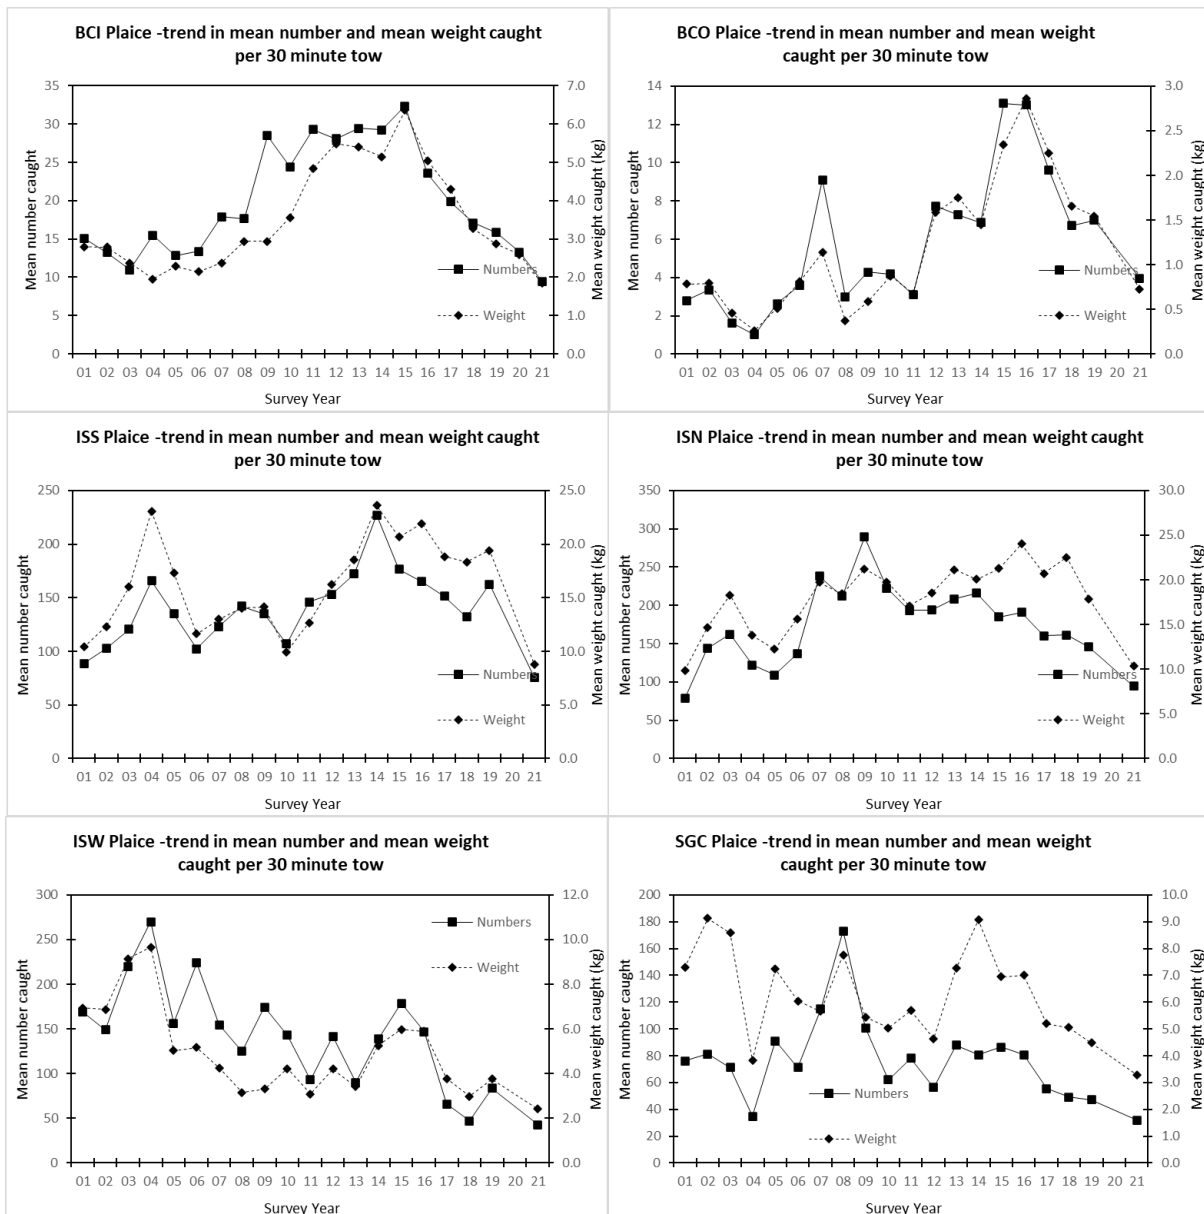 BCI Plaice -trend in mean number and mean weight caught
per 30 minute tow
Mean number caught
35
30
25
20
15
10
5
0
7.0
6.0
5.0
4.0
3.0
2.0
1.0
0.0
Mean weight caught (kg)
Numbers
Weight
01 02 03 04 05 06 07 08 09 10 11 12 13 14 15 16 17 18 19 20 21
Survey Year
BCO Plaice -trend in mean number and mean weight
caught per 30 minute tow
Mean number caught
14
12
10
8
6
4
2
0
3.0
2.5
2.0
1.5
1.0
0.5
0.0
Mean weight caught (kg)
Numbers
Weight
01 02 03 04 05 06 07 08 09 10 11 12 13 14 15 16 17 18 19 20 21
Survey Year
ISS Plaice -trend in mean number and mean weight caught
per 30 minute tow
Mean number caught
250
200
150
100
50
0
25.0
20.0
15.0
10.0
5.0
0.0
Mean weight caught (kg)
Numbers
Weight
01 02 03 04 05 06 07 08 09 10 11 12 13 14 15 16 17 18 19 20 21
Survey Year
ISN Plaice -trend in mean number and mean weight caught
per 30 minute tow
Mean number caught
350
300
250
200
150
100
50
0
30.0
25.0
20.0
15.0
10.0
5.0
0.0
Mean weight caught (kg)
Numbers
Weight
01 02 03 04 05 06 07 08 09 10 11 12 13 14 15 16 17 18 19 20 21
Survey Year
ISW Plaice -trend in mean number and mean weight
caught per 30 minute tow
Mean number caught
300
250
200
150
100
50
0
12.0
10.0
8.0
6.0
4.0
2.0
0.0
Mean weight caught (kg)
Numbers
Weight
01 02 03 04 05 06 07 08 09 10 11 12 13 14 15 16 17 18 19 20 21
Survey Year
SGC Plaice -trend in mean number and mean weight
caught per 30 minute tow
Mean number caught
200
180
160
140
120
100
80
60
40
20
0
10.0
9.0
8.0
7.0
6.0
5.0
4.0
3.0
2.0
1.0
0.0
Mean weight caught (kg)
Numbers
Weight
01 02 03 04 05 06 07 08 09 10 11 12 13 14 15 16 17 18 19 20 21
Survey Year